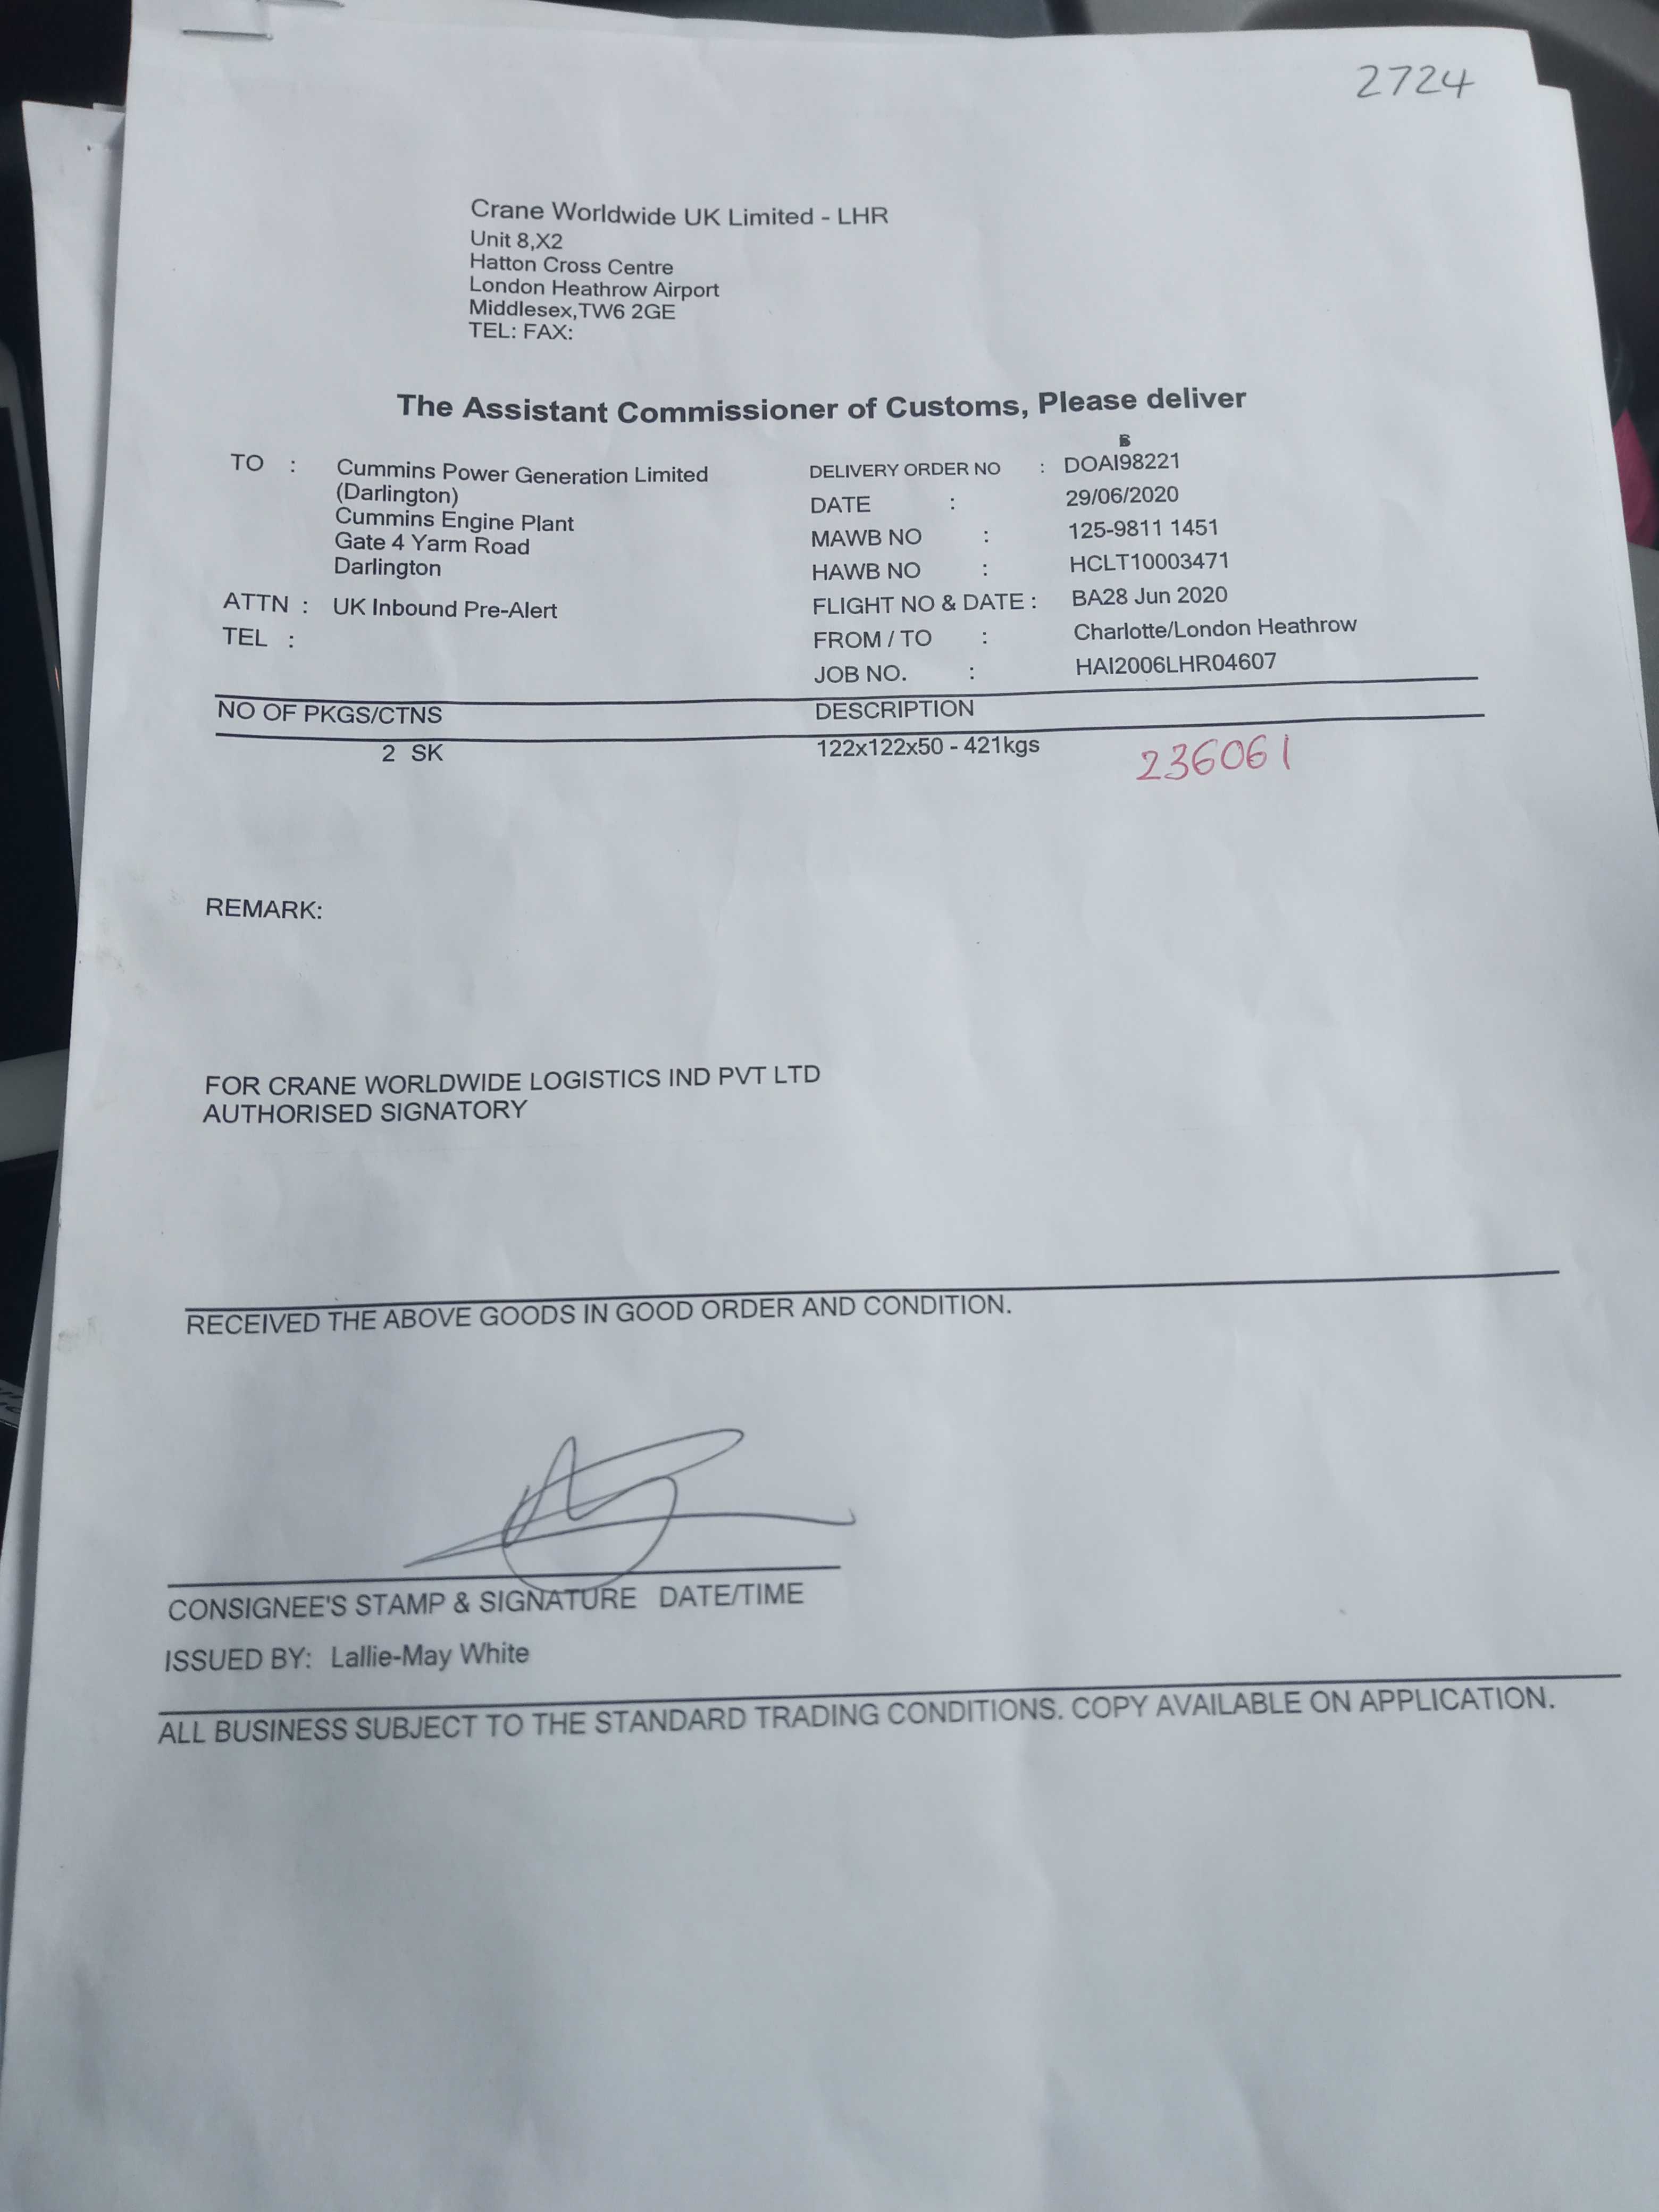 2724
Crane Worldwide UK Limited - LHR
Unit 8,X2
Hatton Cross Centre
London Heathrow Airport
Middlesex,TW6 2GE
TEL: FAX:
The Assistant Commissioner of Customs, Please deliver
TO : Cummins Power Generation Limited
(Darlington)
Cummins Engine Plant
Gate 4 Yarm Road
Darlington
ATTN : UK Inbound Pre-Alert
TEL :
DELIVERY ORDER NO : DOAI98221
DATE : 29/06/2020
MAWB NO : 125-9811 1451
HAWB NO : HCLT10003471
FLIGHT NO & DATE : BA28 Jun 2020
FROM / TO : Charlotte/London Heathrow
JOB NO. : HAI2006LHR04607
NO OF PKGS/CTNS DESCRIPTION
2 SK 122x122x50 - 421kgs 236061
REMARK:
FOR CRANE WORLDWIDE LOGISTICS IND PVT LTD
AUTHORISED SIGNATORY
RECEIVED THE ABOVE GOODS IN GOOD ORDER AND CONDITION.
CONSIGNEE'S STAMP & SIGNATURE DATE/TIME
ISSUED BY: Lallie-May White
ALL BUSINESS SUBJECT TO THE STANDARD TRADING CONDITIONS. COPY AVAILABLE ON APPLICATION.